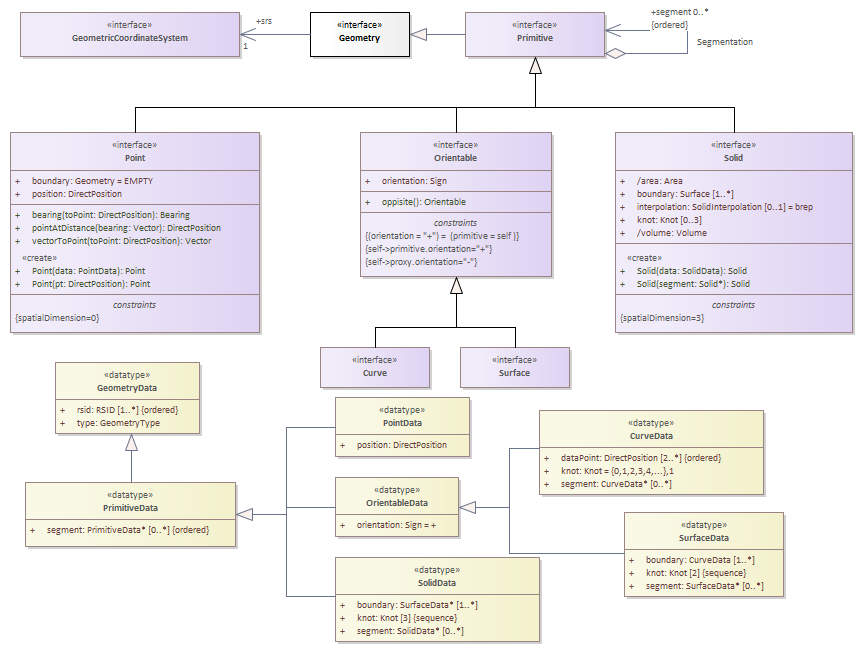 «interface»
GeometricCoordinateSystem
+srs
1
«interface»
Geometry
«interface»
Primitive
+segment 0..*
{ordered}
Segmentation
«interface»
Point
+ boundary: Geometry = EMPTY
+ position: DirectPosition
+ bearing(toPoint: DirectPosition): Bearing
+ pointAtDistance(bearing: Vector): DirectPosition
+ vectorToPoint(toPoint: DirectPosition): Vector
«create»
+ Point(data: PointData): Point
+ Point(pt: DirectPosition): Point
constraints
{spatialDimension=0}
«interface»
Orientable
+ orientation: Sign
+ oppisite(): Orientable
constraints
{(orientation = "+") = (primitive = self )}
{self->primitive.orientation="+"}
{self->proxy.orientation="-"}
«interface»
Solid
+ /area: Area
+ boundary: Surface [1..*]
+ interpolation: SolidInterpolation [0..1] = brep
+ knot: Knot [0..3]
+ /volume: Volume
«create»
+ Solid(data: SolidData): Solid
+ Solid(segment: Solid*): Solid
constraints
{spatialDimension=3}
«interface»
Curve
«interface»
Surface
«datatype»
GeometryData
+ rsid: RSID [1..*] {ordered}
+ type: GeometryType
«datatype»
PrimitiveData
+ segment: PrimitiveData* [0..*] {ordered}
«datatype»
PointData
+ position: DirectPosition
«datatype»
OrientableData
+ orientation: Sign = +
«datatype»
SolidData
+ boundary: SurfaceData* [1..*]
+ knot: Knot [3] {sequence}
+ segment: SolidData* [0..*]
«datatype»
CurveData
+ dataPoint: DirectPosition [2..*] {ordered}
+ knot: Knot = {0,1,2,3,4,...},1
+ segment: CurveData* [0..*]
«datatype»
SurfaceData
+ boundary: CurveData [1..*]
+ knot: Knot [2] {sequence}
+ segment: SurfaceData* [0..*]